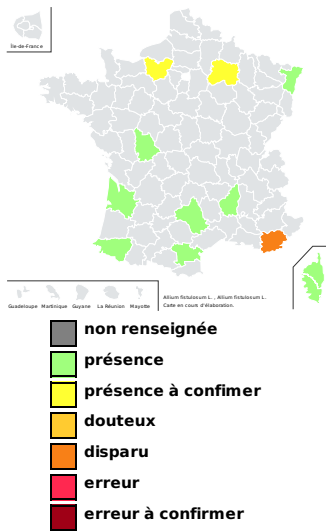 Île-de-France
Guadeloupe Martinique Guyane La Réunion Mayotte
Allium fistulosum L. , Allium fistulosum L.
Carte en cours d'élaboration.
non renseignée
présence
présence à confimer
douteux
disparu
erreur
erreur à confirmer